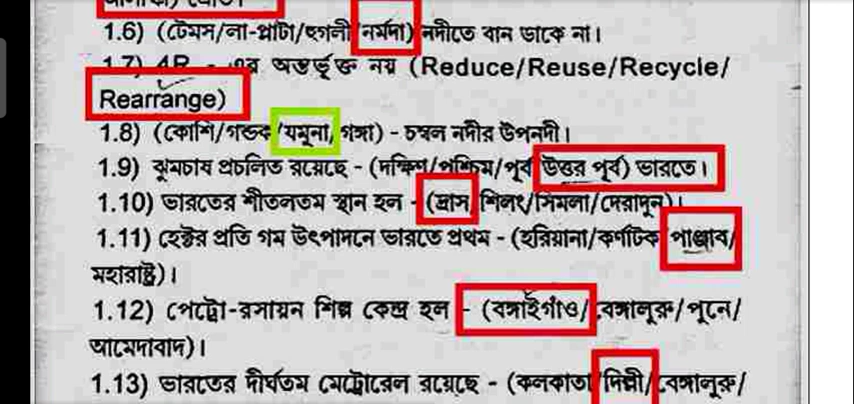 1.6) (টেমস/লা-প্লাটা/হুগলী/নর্মদা) নদীতে বান ডাকে না।
1.7) 4R - এর অন্তর্ভুক্ত নয় (Reduce/Reuse/Recycle/
Rearrange)
1.8) (কোশি/গন্ডক/যমুনা/গঙ্গা) - চম্বল নদীর উপনদী।
1.9) ঝুমচাষ প্রচলিত রয়েছে - (দক্ষিণ/পশ্চিম/পূর্ব/উত্তর পূর্ব) ভারতে।
1.10) ভারতের শীতলতম স্থান হল - (দ্রাস/শিলং/সিমলা/দেরাদুন)।
1.11) হেক্টর প্রতি গম উৎপাদনে ভারতে প্রথম - (হরিয়ানা/কর্ণাটক/পাঞ্জাব/
মহারাষ্ট্র)।
1.12) পেট্রো-রসায়ন শিল্প কেন্দ্র হল - (বঙ্গাইগাঁও/বেঙ্গালুরু/পুনে/
আমেদাবাদ)।
1.13) ভারতের দীর্ঘতম মেট্রোরেল রয়েছে - (কলকাতা/দিল্লী/বেঙ্গালুরু/